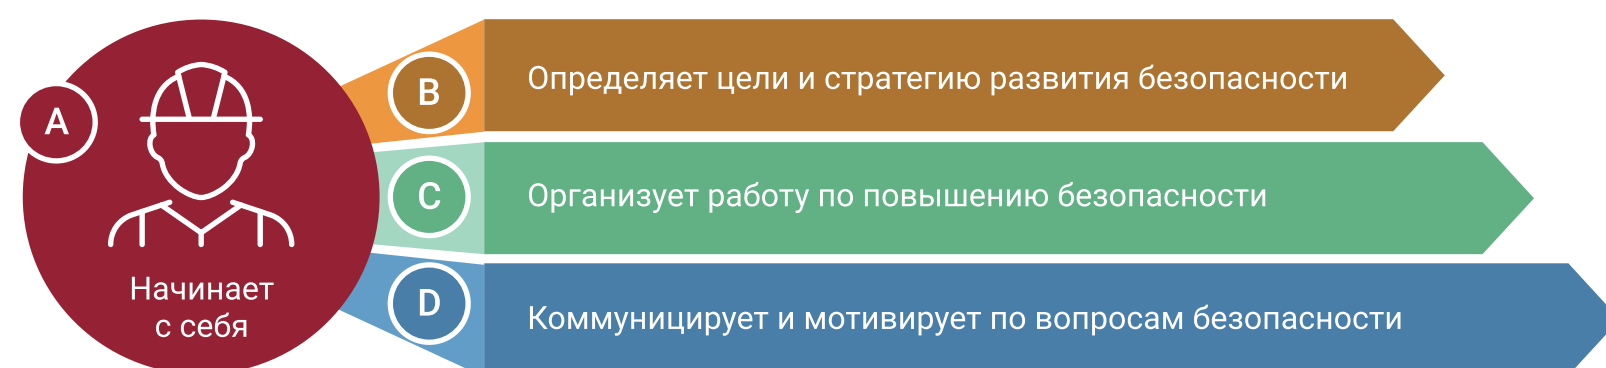 A
Начинает
с себя
B
Определяет цели и стратегию развития безопасности
C
Организует работу по повышению безопасности
D
Коммуницирует и мотивирует по вопросам безопасности